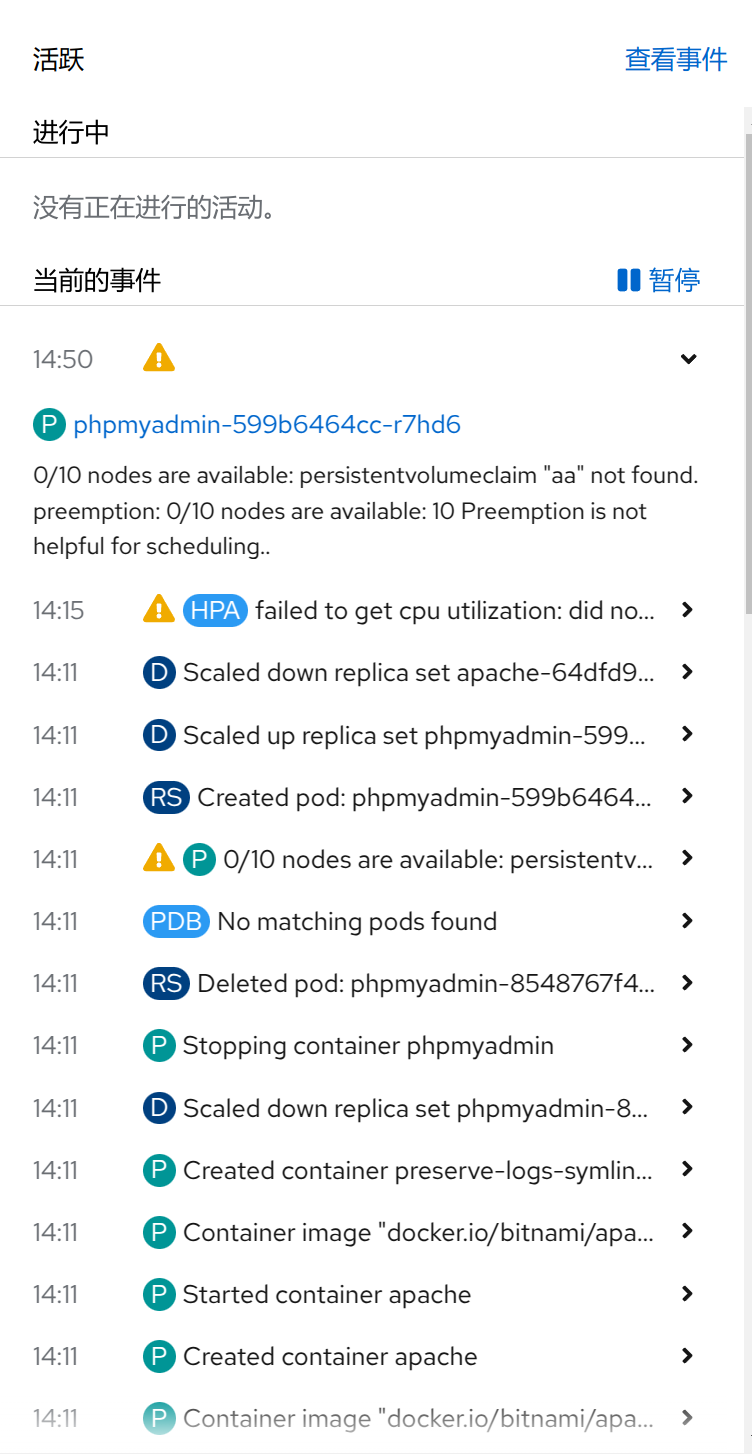 活跃 查看事件
进行中
没有正在进行的活动。
当前的事件 暂停
14:50
P phpmyadmin-599b6464cc-r7hd6
0/10 nodes are available: persistentvolumeclaim "aa" not found.
preemption: 0/10 nodes are available: 10 Preemption is not
helpful for scheduling..
14:15 HPA failed to get cpu utilization: did no...
14:11 D Scaled down replica set apache-64dfd9...
14:11 D Scaled up replica set phpmyadmin-599...
14:11 RS Created pod: phpmyadmin-599b6464...
14:11 P 0/10 nodes are available: persistentv...
14:11 PDB No matching pods found
14:11 RS Deleted pod: phpmyadmin-8548767f4...
14:11 P Stopping container phpmyadmin
14:11 D Scaled down replica set phpmyadmin-8...
14:11 P Created container preserve-logs-symlin...
14:11 P Container image "docker.io/bitnami/apa...
14:11 P Started container apache
14:11 P Created container apache
14:11 P Container image "docker.io/bitnami/apa...